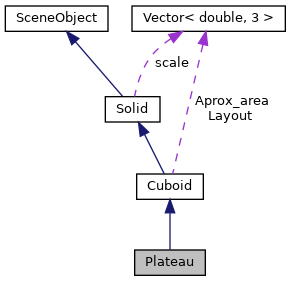 SceneObject
Vector< double, 3 >
scale
Solid
Aprox_area
Layout
Cuboid
Plateau